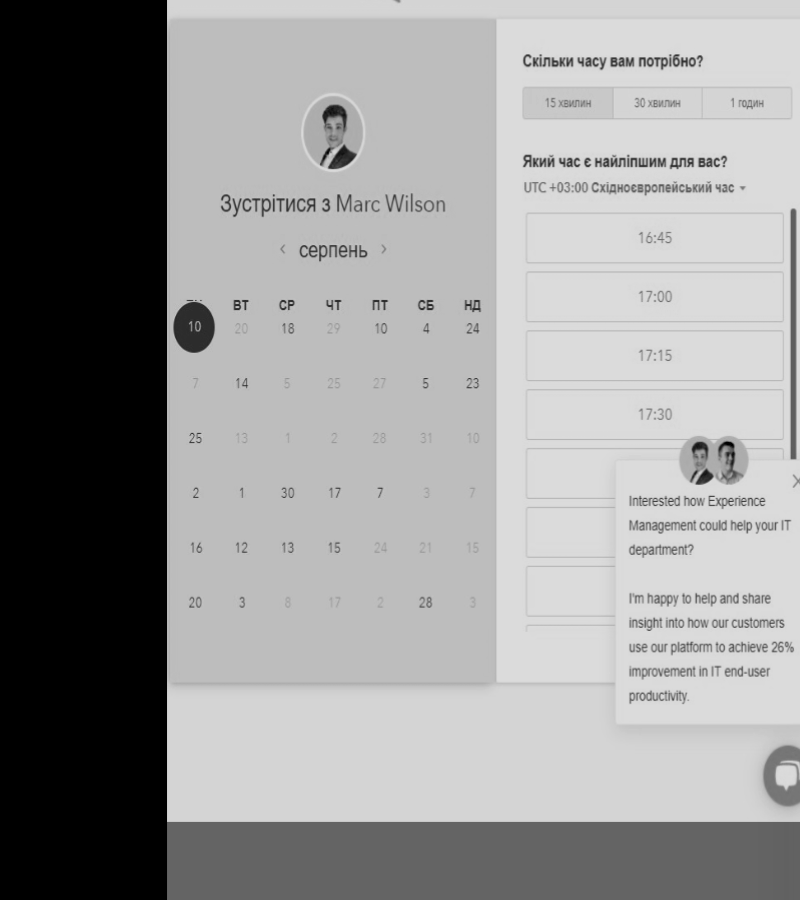 Зустрітися з Marc Wilson
серпень
ВТ СР ЧТ ПТ СБ НД
10 20 18 29 10 4 24
7 14 5 25 27 5 23
25 13 1 2 28 31 10
2 1 30 17 7 3 7
16 12 13 15 24 21 15
20 3 8 17 2 28 3
Скільки часу вам потрібно?
15 хвилин 30 хвилин 1 годин
Який час є найліпшим для вас?
UTC +03:00 Східноєвропейський час
16:45
17:00
17:15
17:30
Interested how Experience
Management could help your IT
department?
I'm happy to help and share
insight into how our customers
use our platform to achieve 26%
improvement in IT end-user
productivity.